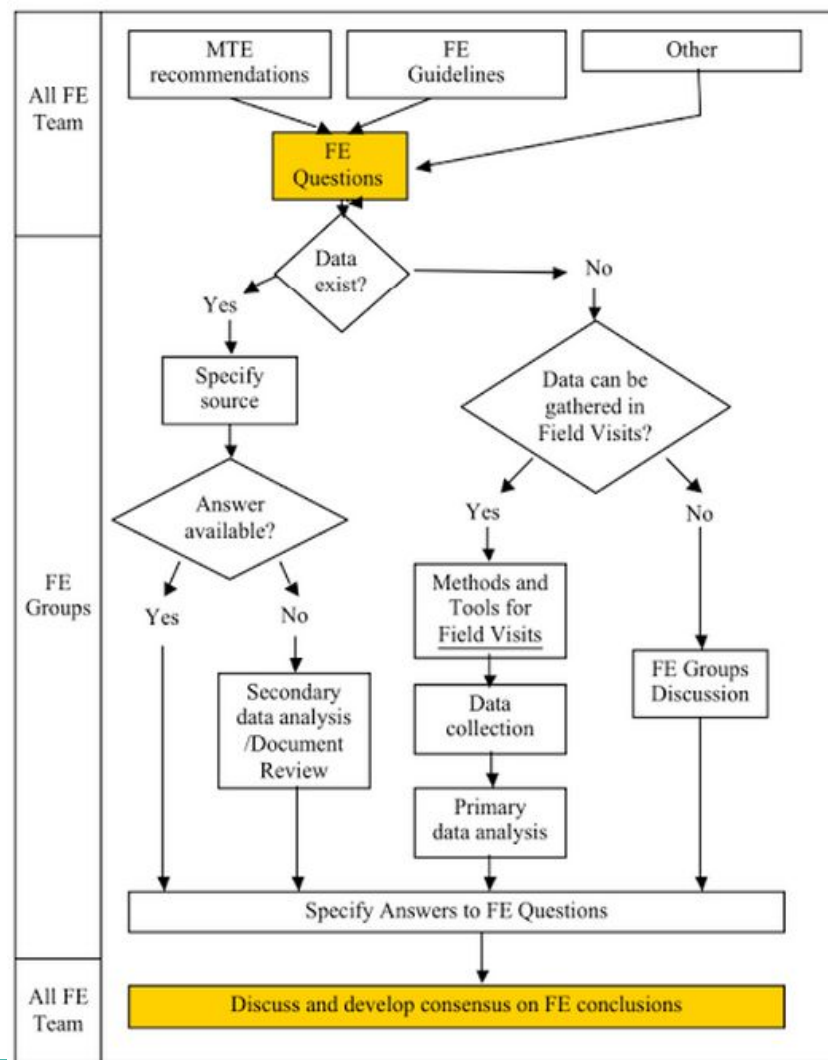 All FE
Team
MTE
recommendations
FE
Guidelines
Other
FE
Questions
FE
Groups
Data
exist?
Yes
No
Specify
source
Data can be
gathered in
Field Visits?
Answer
available?
Yes
No
Yes
No
Methods and
Tools for
Field Visits
FE Groups
Discussion
Secondary
data analysis
/Document
Review
Data
collection
Primary
data analysis
Specify Answers to FE Questions
All FE
Team
Discuss and develop consensus on FE conclusions